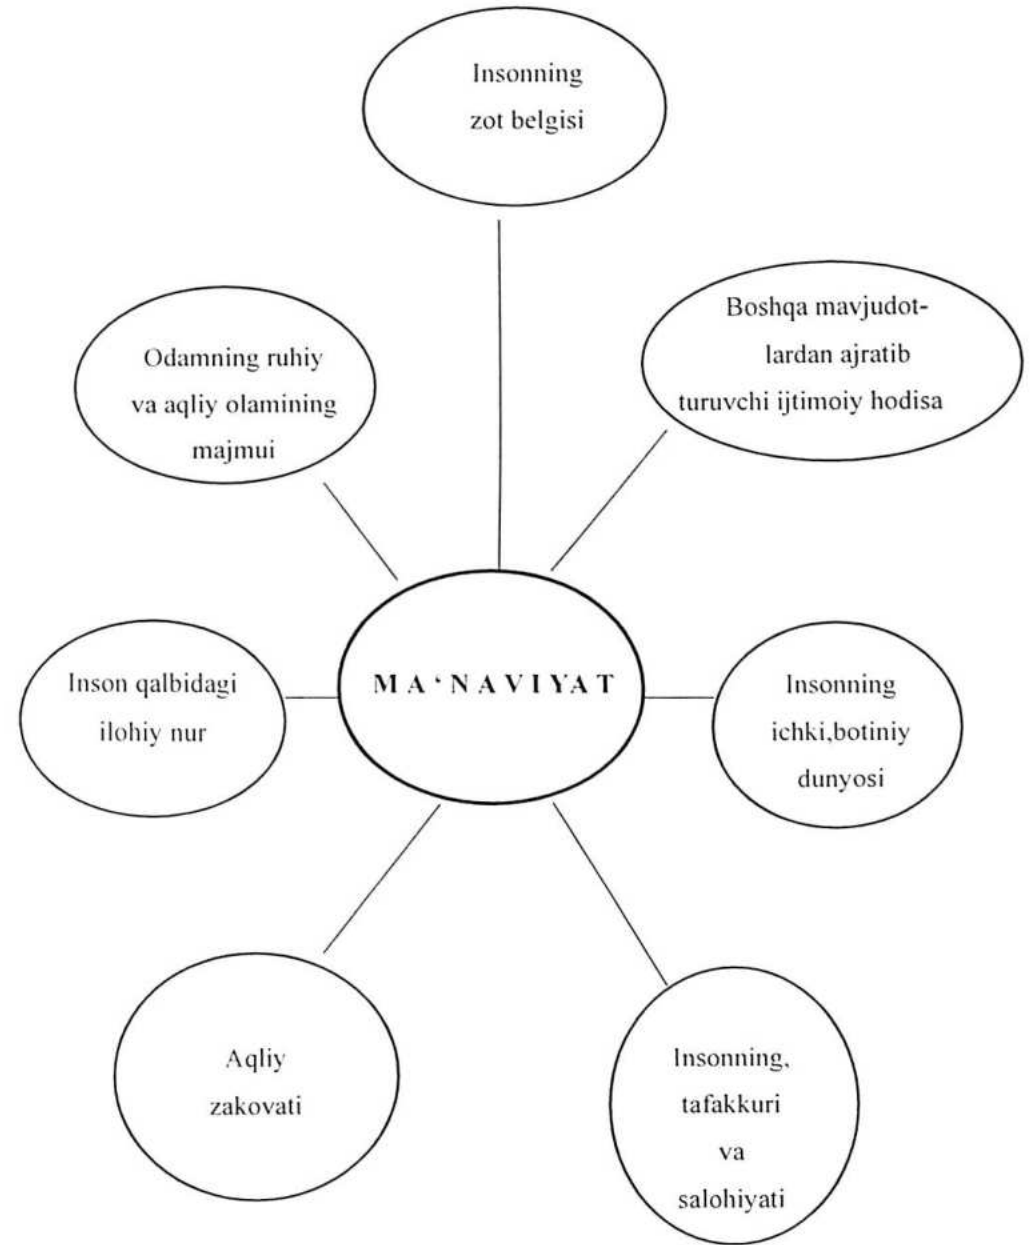 Insonning
zot belgisi
Boshqa mavjudot-
lardan ajratib
turuvchi ijtimoiy hodisa
Odamning ruhiy
va aqliy olamining
majmui
Inson qalbidagi
ilohiy nur
MA‘NAVIYAT
Insonning
ichki,botiniy
dunyosi
Aqliy
zakovati
Insonning,
tafakkuri
va
salohiyati